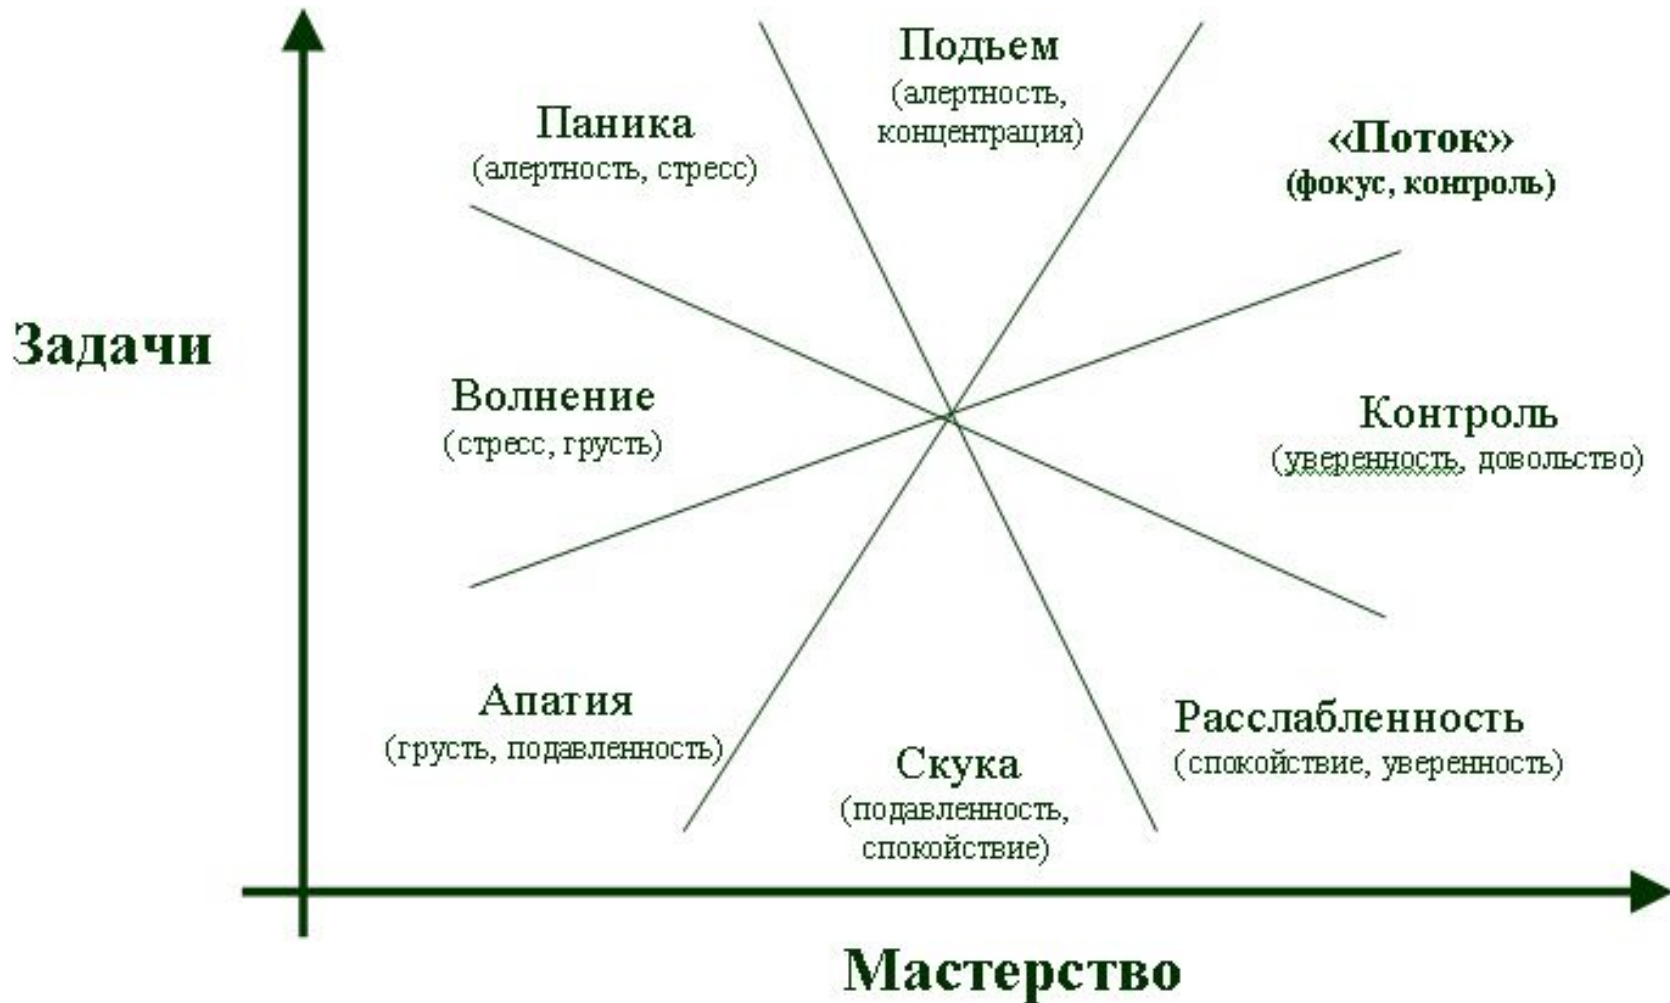 Подьем
(алертность,
концентрация)
Паника
(алертность, стресс)
«Поток»
(фокус, контроль)
Задачи
Волнение
(стресс, грусть)
Контроль
(уверенность, довольство)
Апатия
(грусть, подавленность)
Скука
(подавленность,
спокойствие)
Расслабленность
(спокойствие, уверенность)
Мастерство